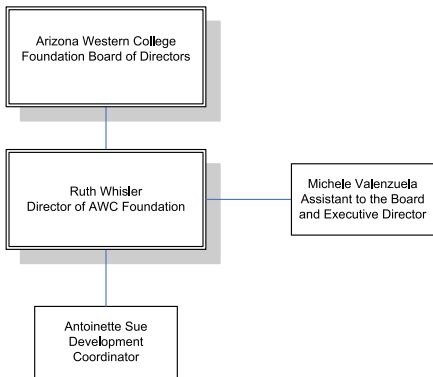 Arizona Western College
Foundation Board of Directors
Ruth Whisler
Director of AWC Foundation
Michele Valenzuela
Assistant to the Board
and Executive Director
Antoinette Sue
Development
Coordinator